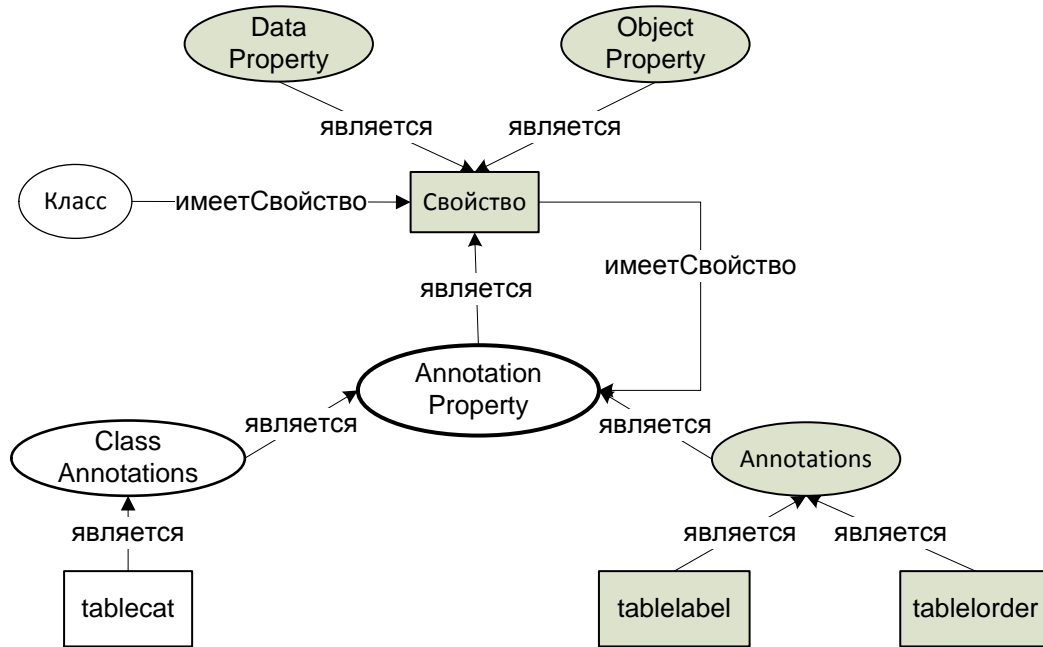 Data
Property
Object
Property
является
является
Класс
имеетСвойство
Свойство
имеетСвойство
является
Annotation
Property
является
является
Class
Annotations
Annotations
является
является
является
tablecat
tablelabel
tablelorder